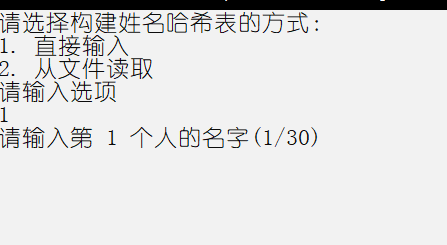 请选择构建姓名哈希表的方式:
1. 直接输入
2. 从文件读取
请输入选项
1
请输入第 1 个人的名字(1/30)